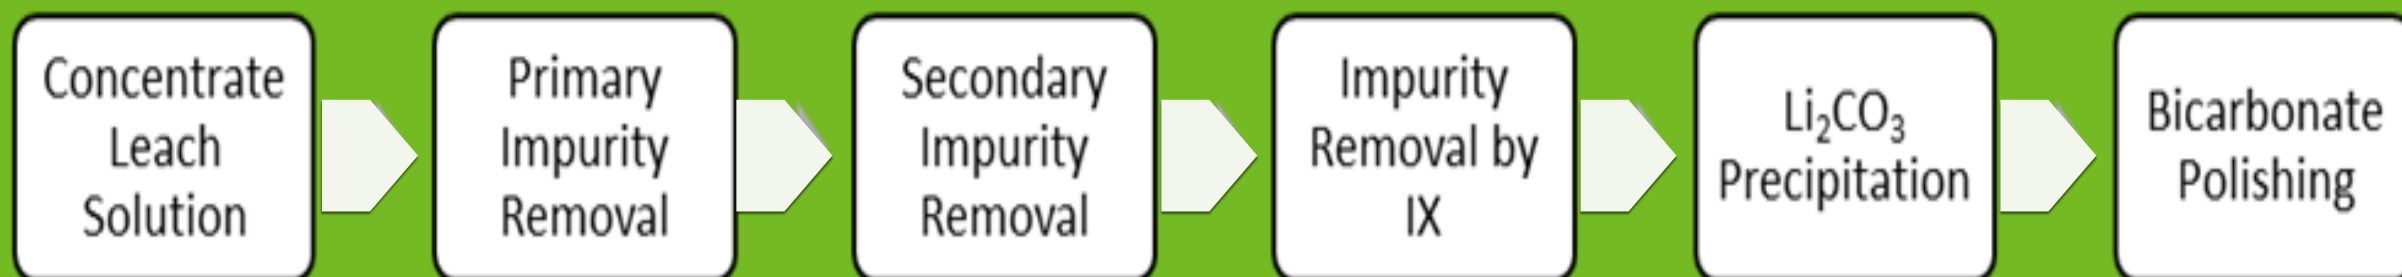 Concentrate
Leach
Solution
Primary
Impurity
Removal
Secondary
Impurity
Removal
Impurity
Removal by
IX
Li₂CO₃
Precipitation
Bicarbonate
Polishing